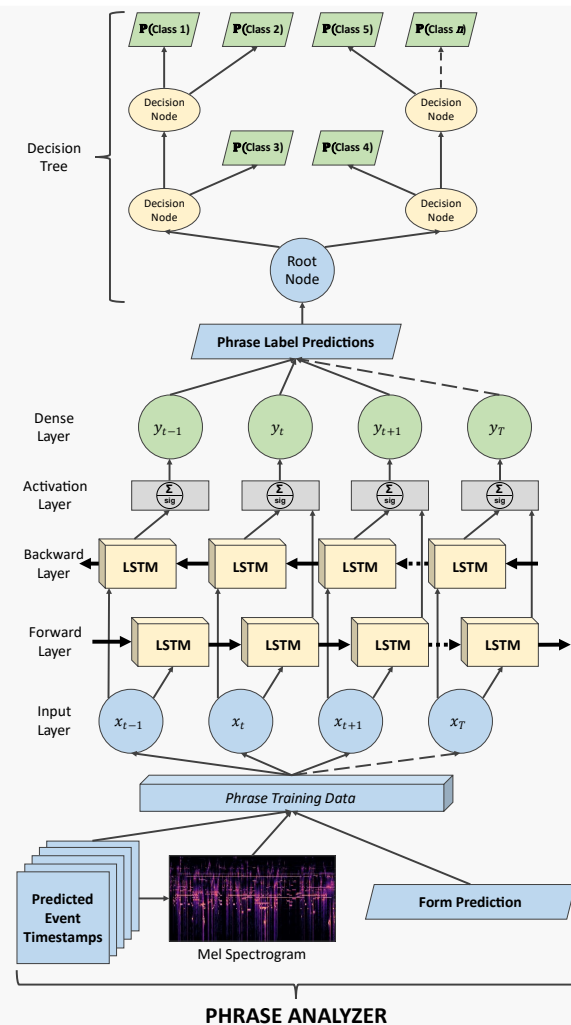 P(Class 1)
P(Class 2)
P(Class 5)
P(Class n)
Decision
Node
Decision
Node
Decision
Tree
P(Class 3)
P(Class 4)
Decision
Node
Decision
Node
Root
Node
Phrase Label Predictions
Dense
Layer
y_{t−1}
y_t
y_{t+1}
y_T
Activation
Layer
Σ
sig
Σ
sig
Σ
sig
Σ
sig
Backward
Layer
LSTM
LSTM
LSTM
LSTM
Forward
Layer
LSTM
LSTM
LSTM
LSTM
Input
Layer
x_{t−1}
x_t
x_{t+1}
x_T
Phrase Training Data
Predicted
Event
Timestamps
Mel Spectrogram
Form Prediction
PHRASE ANALYZER